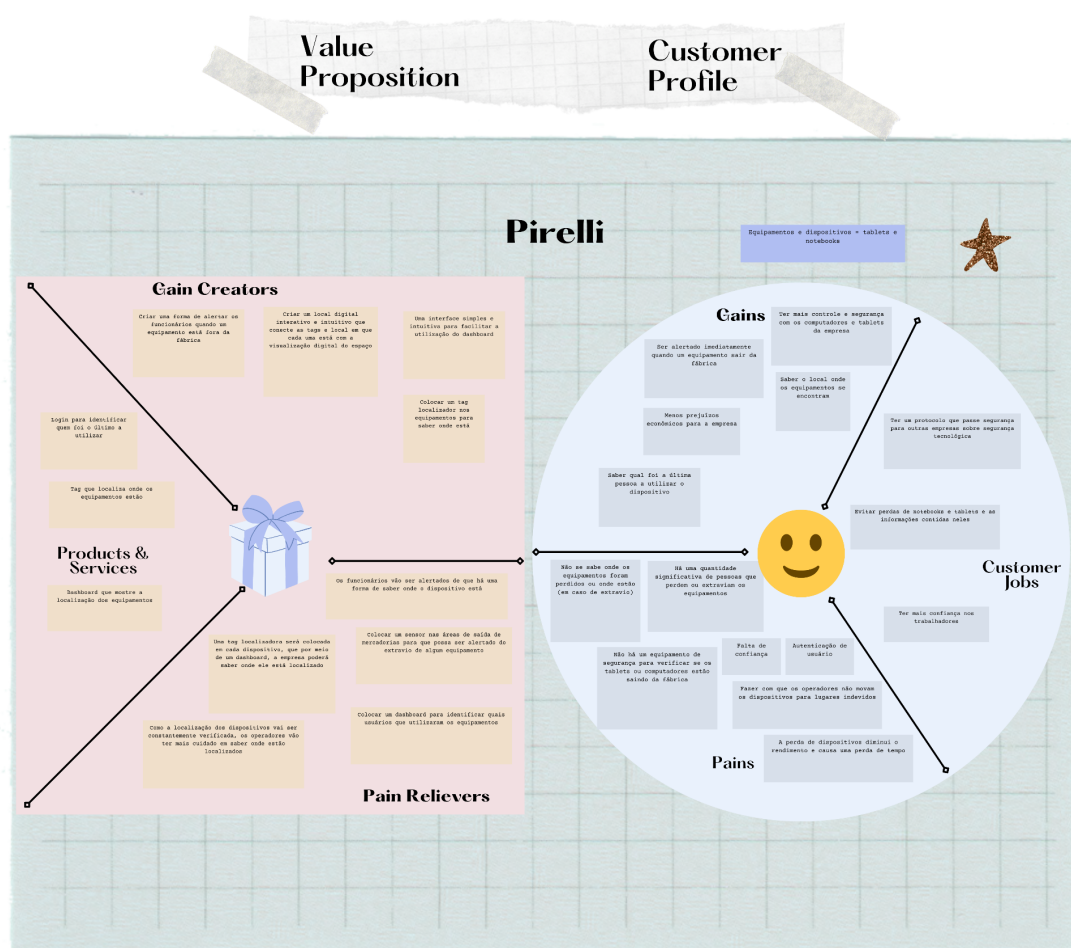 Value
Proposition
Customer
Profile
Pirelli
Equipamentos e dispositivos = tablets e
notebooks
Gain Creators
Criar uma forma de alertar os
funcionários quando um
equipamento está fora da
fábrica
Criar um local digital
interativo e intuitivo que
conecte as tags e local em que
cada uma está com a
visualização digital do espaço
Uma interface simples e
intuitiva para facilitar a
utilização do dashboard
Colocar um tag
localizador nos
equipamentos para
saber onde está
Login para identificar
quem foi o último a
utilizar
Tag que localiza onde os
equipamentos estão
Products &
Services
Dashboard que mostre a
localização dos equipamentos
Os funcionários vão ser alertados do que há uma
forma de saber onde o dispositivo está
Uma tag localizadora será colocada
em cada dispositivo, que por meio
de um dashboard, a empresa poderá
saber onde ele está localizado
Colocar um sensor nas áreas de saída de
mercadorias para que possa ser alertado do
extravio de algum equipamento
Colocar um dashboard para identificar quais
usuários que utilizaram os equipamentos
Como a localização dos dispositivos vai ser
constantemente verificada, os operadores vão
ter mais cuidado em saber onde estão
localizados
Pain Relievers
Gains
Ter mais controle e segurança
com os computadores e tablets
da empresa
Ser alertado imediatamente
quando um equipamento sair da
fábrica
Saber o local onde
os equipamentos se
encontram
Menos prejuízos
econômicos para a empresa
Saber qual foi a última
pessoa a utilizar o
dispositivo
Ter um protocolo que passe segurança
para outras empresas sobre segurança
tecnológica
Evitar perdas de notebooks e tablets e as
informações contidas neles
Customer
Jobs
Ter mais confiança nos
trabalhadores
Não se sabe onde os
equipamentos foram
perdidos ou onde estão
(em caso de extravio)
Há uma quantidade
significativa de pessoas que
perdem ou extraviam os
equipamentos
Não há um equipamento de
segurança para verificar se os
tablets ou computadores estão
saindo da fábrica
Falta de
confiança
Autenticação de
usuário
Fazer com que os operadores não movam
os dispositivos para lugares indevidos
A perda de dispositivos diminui o
rendimento e causa uma perda de tempo
Pains